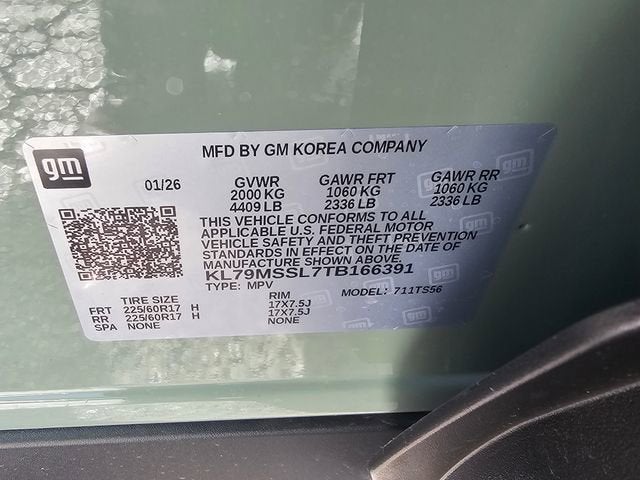 gm
MFD BY GM KOREA COMPANY
01/26 GVWR GAWR FRT GAWR RR
2000 KG 1060 KG 1060 KG
4409 LB 2336 LB 2336 LB
THIS VEHICLE CONFORMS TO ALL
APPLICABLE U.S. FEDERAL MOTOR
VEHICLE SAFETY AND THEFT PREVENTION
STANDARDS IN EFFECT ON THE DATE OF
MANUFACTURE SHOWN ABOVE.
KL79MSSL7TB166391
TYPE: MPV MODEL: 711TS56
TIRE SIZE RIM
FRT 225/60R17 H 17X7.5J
RR 225/60R17 H 17X7.5J
SPA NONE NONE